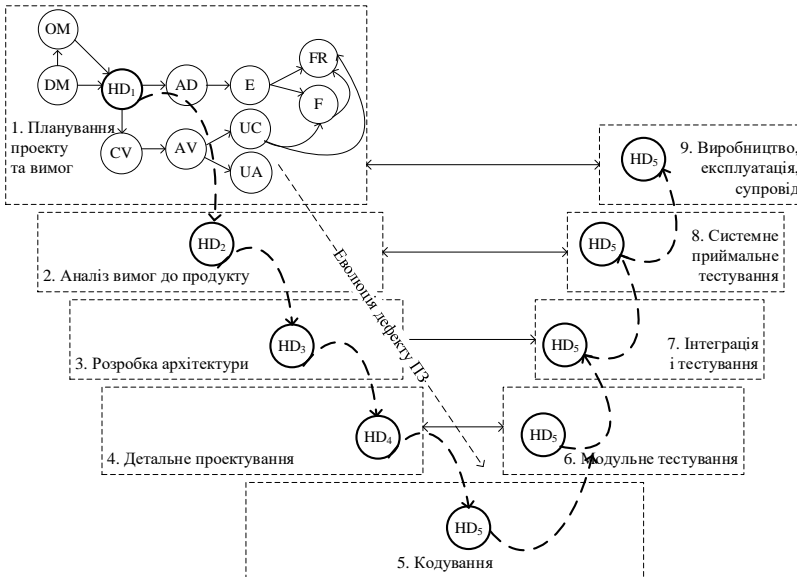 OM
FR
DM
HD₁
AD
E
F
1. Планування
проекту
та вимог
CV
AV
UC
UA
HD₅
9. Виробництво,
експлуатація,
супровід
HD₂
2. Аналіз вимог до продукту
Еволюція дефекту ПЗ
HD₅
8. Системне
приймальне
тестування
HD₃
3. Розробка архітектури
HD₅
7. Інтеграція
і тестування
HD₄
4. Детальне проектування
HD₅
6. Модульне тестування
HD₅
5. Кодування